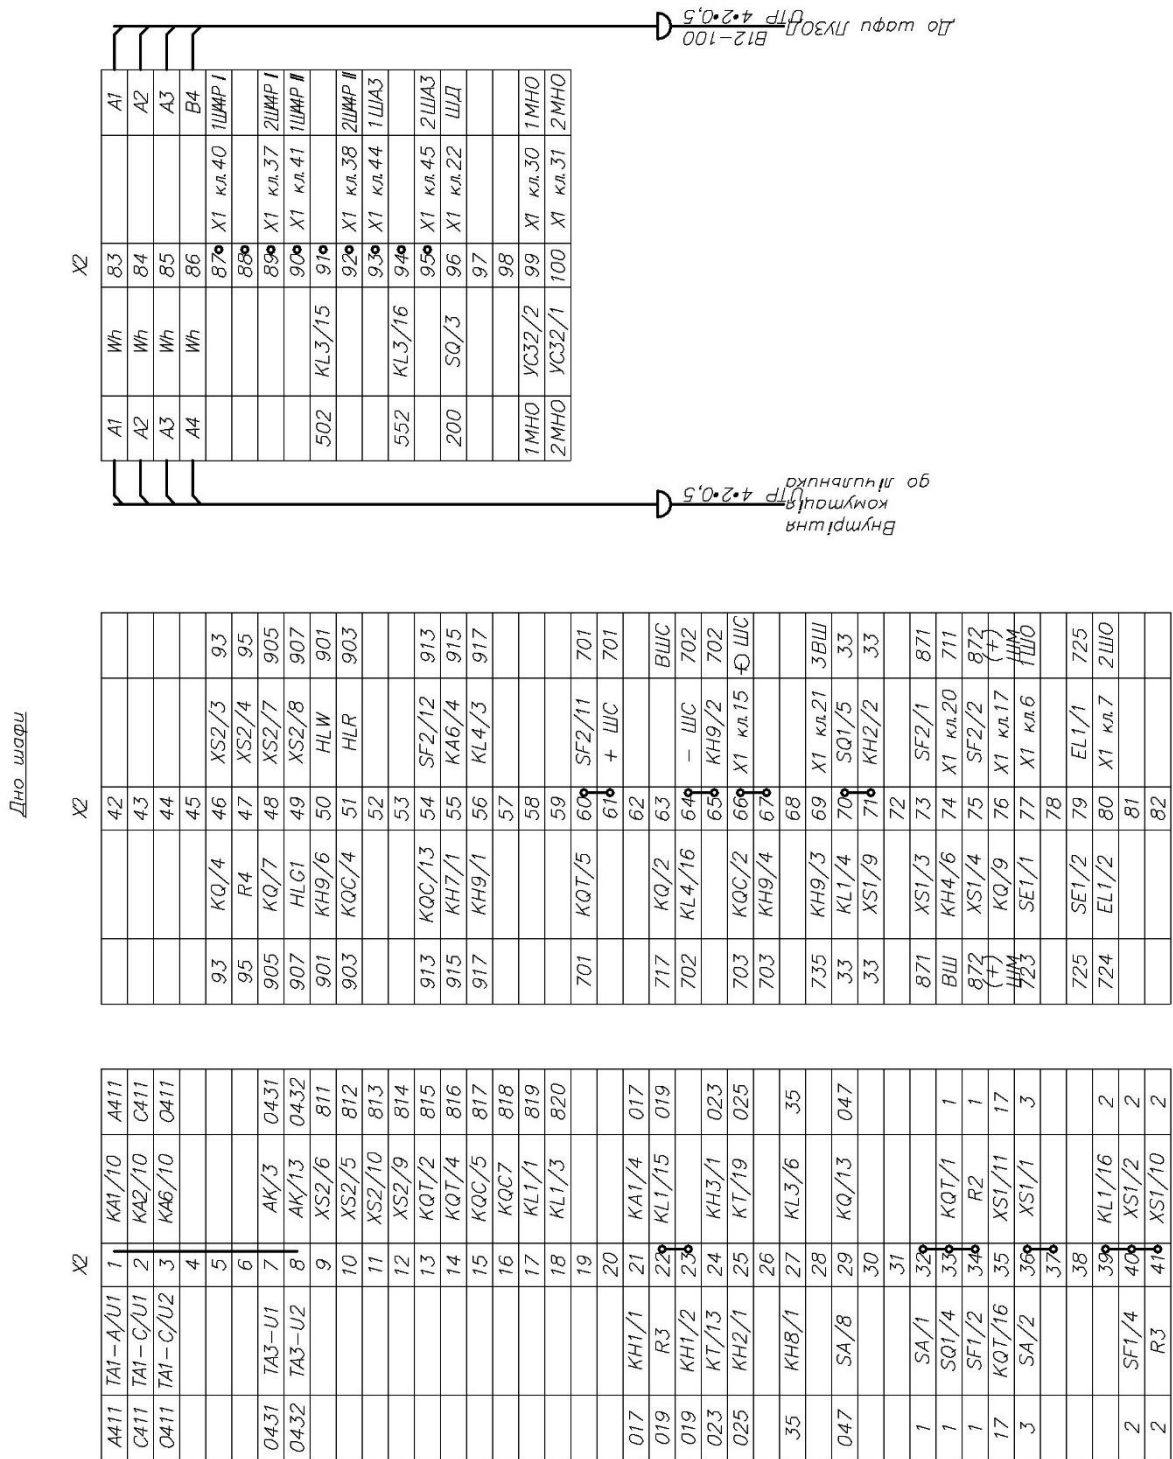 Дно шафи
X2
A411 TA1-A/U1 1 KA1/10 A411
C411 TA1-C/U1 2 KA2/10 C411
0411 TA1-C/U2 3 KA6/10 0411
4
5
6
0431 TA3-U1 7 AK/3 0431
0432 TA3-U2 8 AK/13 0432
9 XS2/6 811
10 XS2/5 812
11 XS2/10 813
12 XS2/9 814
13 KQT/2 815
14 KQT/4 816
15 KQC/5 817
16 KQC7 818
17 KL1/1 819
18 KL1/3 820
19
20
017 KH1/1 21 KA1/4 017
019 R3 22 KL1/15 019
019 KH1/2 23
023 KT/13 24 KH3/1 023
025 KH2/1 25 KT/19 025
26
35 KH8/1 27 KL3/6 35
28
047 SA/8 29 KQ/13 047
30
31
1 SA/1 32
1 SQ1/4 33 KQT/1 1
1 SF1/2 34 R2 1
17 KQT/16 35 XS1/11 17
3 SA/2 36 XS1/1 3
37
38
39 KL1/16 2
2 SF1/4 40 XS1/2 2
2 R3 41 XS1/10 2
X2
42
43
44
45
93 KQ/4 46 XS2/3 93
95 R4 47 XS2/4 95
905 KQ/7 48 XS2/7 905
907 HLG1 49 XS2/8 907
901 KH9/6 50 HLW 901
903 KQC/4 51 HLR 903
52
53
913 KQC/13 54 SF2/12 913
915 KH7/1 55 KA6/4 915
917 KH9/1 56 KL4/3 917
57
58
59
701 KQT/5 60 SF2/11 701
61 + ШС 701
62
717 KQ/2 63 ВШС
702 KL4/16 64 - ШС 702
65 KH9/2 702
703 KQC/2 66 X1 кл.15 ШС
703 KH9/4 67
68
735 KH9/3 69 X1 кл.21 3ВШ
33 KL1/4 70 SQ1/5 33
33 XS1/9 71 KH2/2 33
72
871 XS1/3 73 SF2/1 871
ВШ KH4/6 74 X1 кл.20 711
872 XS1/4 75 SF2/2 872
(+) ШМ KQ/9 76 X1 кл.17 (+) ШМ
723 SE1/1 77 X1 кл.6 1ШО
78
725 SE1/2 79 EL1/1 725
724 EL1/2 80 X1 кл.7 2ШО
81
82
X2
A1 Wh 83 A1
A2 Wh 84 A2
A3 Wh 85 A3
A4 Wh 86 B4
87 X1 кл.40 1ШАР I
88
89 X1 кл.37 2ШАР I
90 X1 кл.41 1ШАР II
502 KL3/15 91
92 X1 кл.38 2ШАР II
93 X1 кл.44 1ШАЗ
552 KL3/16 94
95 X1 кл.45 2ШАЗ
200 SQ/3 96 X1 кл.22 ШД
97
98
1МНО УСЗ2/2 99 X1 кл.30 1МНО
2МНО УСЗ2/1 100 X1 кл.31 2МНО
Внутрішня
комутація
до лічильника
UTP 4•2•0,5
До шафи ЛУЗОД
В12-100
UTP 4•2•0,5